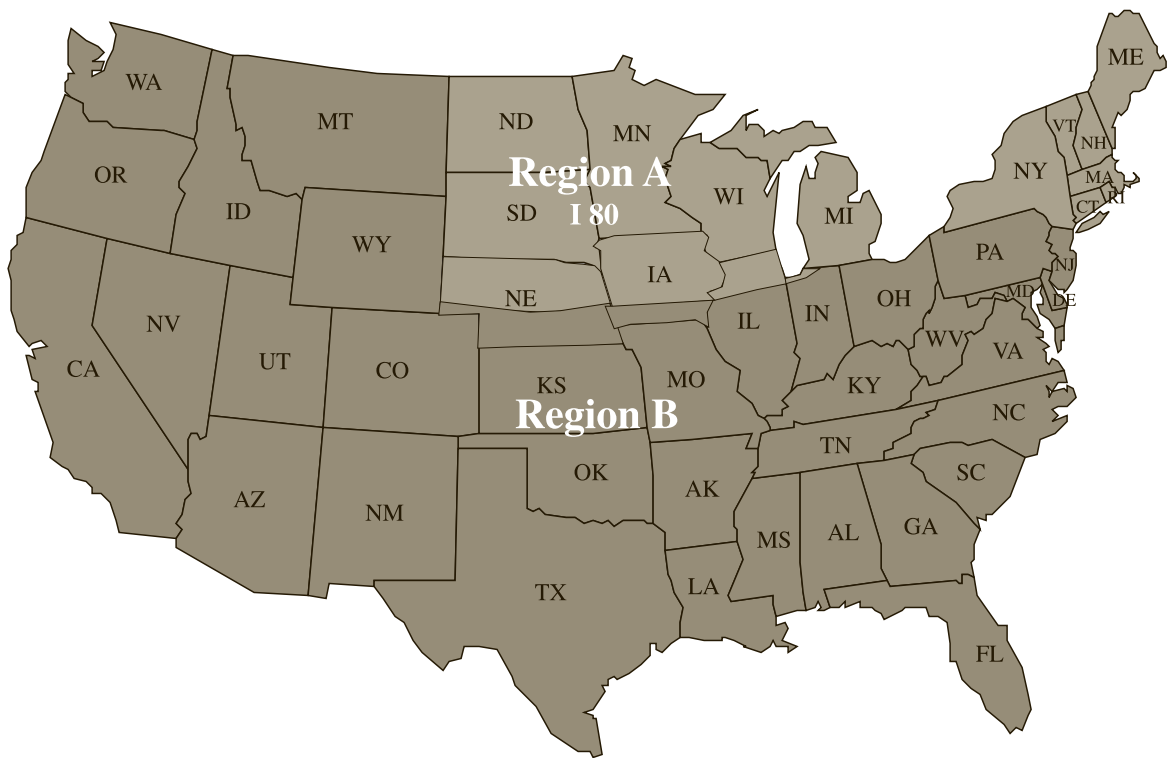 ME
WA
MT
ND
MN
VT
NH
OR
Region A
NY
MA
RI
CT
ID
SD
I 80
WI
MI
WY
PA
IA
NJ
NE
OH
MD
DE
NV
IL
IN
WV
VA
UT
CO
CA
KS
MO
KY
Region B
NC
TN
OK
SC
AZ
NM
AK
MS
AL
GA
TX
LA
FL